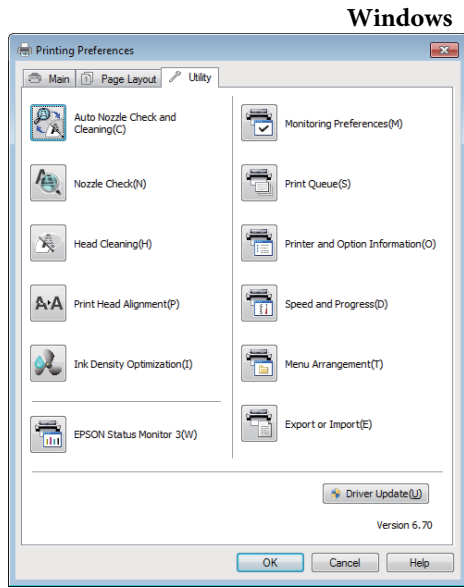 Windows
Printing Preferences
Main
Page Layout
Utility
Auto Nozzle Check and
Cleaning(C)
Nozzle Check(N)
Head Cleaning(H)
Print Head Alignment(P)
Ink Density Optimization(I)
EPSON Status Monitor 3(W)
Monitoring Preferences(M)
Print Queue(S)
Printer and Option Information(O)
Speed and Progress(D)
Menu Arrangement(T)
Export or Import(E)
Driver Update(U)
Version 6.70
OK
Cancel
Help